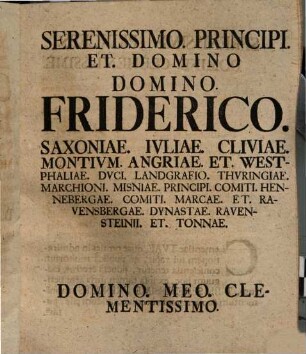 SERENISSIMO. PRINCIPI.
ET. DOMINO
DOMINO.
FRIDERICO.
SAXONIAE. IVLIAE. CLIVIAE.
MONTIVM. ANGRIAE. ET. WEST-
PHALIAE. DVCI. LANDGRAFIO. THVRINGIAE.
MARCHIONI. MISNIAE. PRINCIPI. COMITI. HEN-
NEBERGAE. COMITI. MARCAE. ET. RA-
VENSBERGAE. DYNASTAE. RAVEN-
STEINII. ET. TONNAE.
DOMINO. MEO. CLE-
MENTISSIMO.